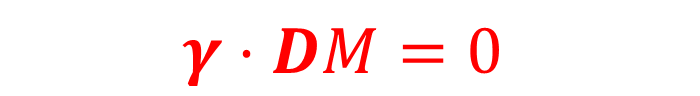 𝜸 · 𝑫𝑀 = 0